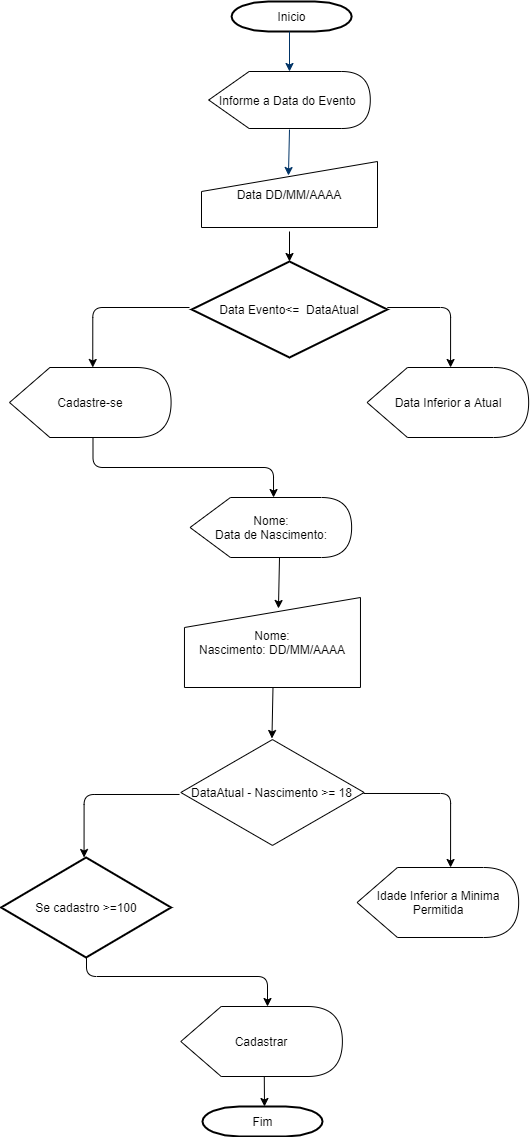 Inicio
Informe a Data do Evento
Data DD/MM/AAAA
Data Evento<= DataAtual
Cadastre-se
Data Inferior a Atual
Nome:
Data de Nascimento:
Nome:
Nascimento: DD/MM/AAAA
DataAtual - Nascimento >= 18
Se cadastro >=100
Idade Inferior a Minima
Permitida
Cadastrar
Fim